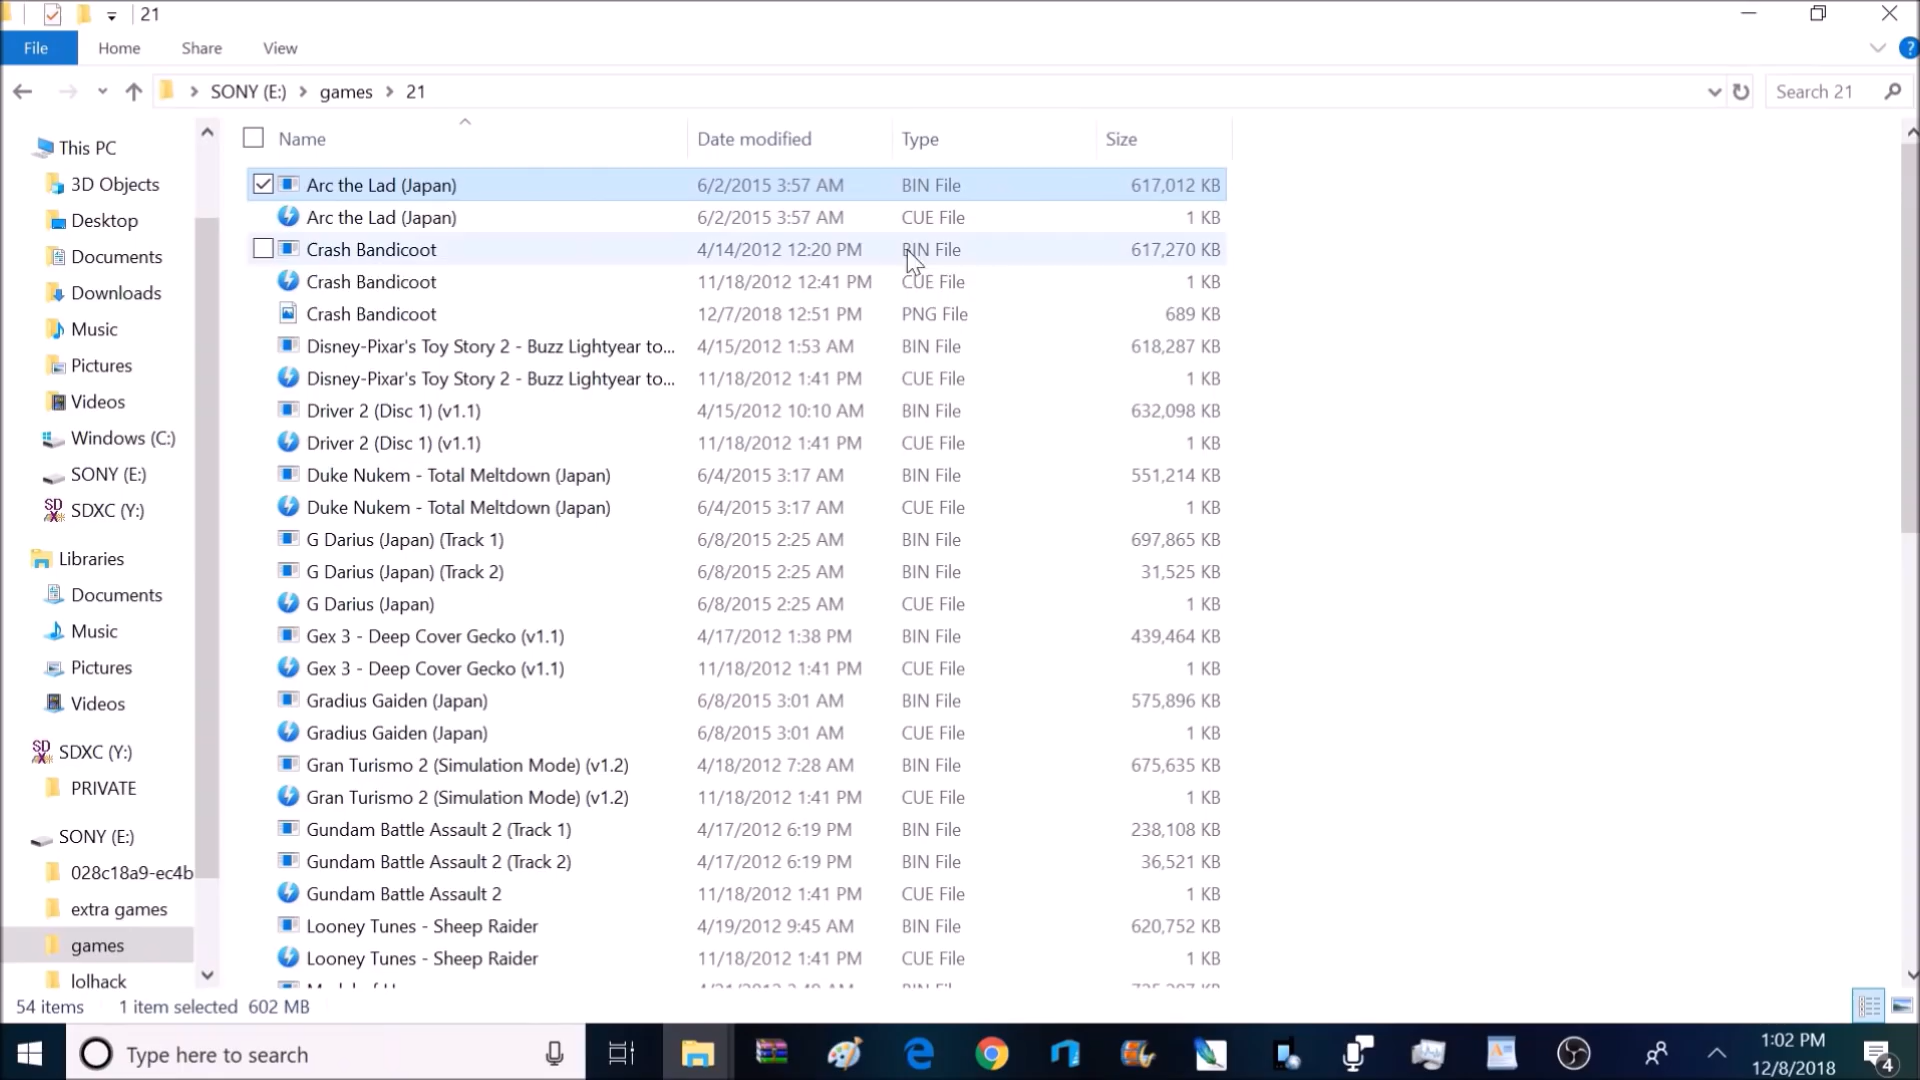 21
File Home Share View
SONY (E:) games 21 Search 21
Name Date modified Type Size
This PC
3D Objects
Desktop
Documents
Downloads
Music
Pictures
Videos
Windows (C:)
SONY (E:)
SDXC (Y:)
Libraries
Documents
Music
Pictures
Videos
SDXC (Y:)
PRIVATE
SONY (E:)
028c18a9-ec4b
extra games
games
lolhack
Arc the Lad (Japan) 6/2/2015 3:57 AM BIN File 617,012 KB
Arc the Lad (Japan) 6/2/2015 3:57 AM CUE File 1 KB
Crash Bandicoot 4/14/2012 12:20 PM BIN File 617,270 KB
Crash Bandicoot 11/18/2012 12:41 PM CUE File 1 KB
Crash Bandicoot 12/7/2018 12:51 PM PNG File 689 KB
Disney-Pixar's Toy Story 2 - Buzz Lightyear to... 4/15/2012 1:53 AM BIN File 618,287 KB
Disney-Pixar's Toy Story 2 - Buzz Lightyear to... 11/18/2012 1:41 PM CUE File 1 KB
Driver 2 (Disc 1) (v1.1) 4/15/2012 10:10 AM BIN File 632,098 KB
Driver 2 (Disc 1) (v1.1) 11/18/2012 1:41 PM CUE File 1 KB
Duke Nukem - Total Meltdown (Japan) 6/4/2015 3:17 AM BIN File 551,214 KB
Duke Nukem - Total Meltdown (Japan) 6/4/2015 3:17 AM CUE File 1 KB
G Darius (Japan) (Track 1) 6/8/2015 2:25 AM BIN File 697,865 KB
G Darius (Japan) (Track 2) 6/8/2015 2:25 AM BIN File 31,525 KB
G Darius (Japan) 6/8/2015 2:25 AM CUE File 1 KB
Gex 3 - Deep Cover Gecko (v1.1) 4/17/2012 1:38 PM BIN File 439,464 KB
Gex 3 - Deep Cover Gecko (v1.1) 11/18/2012 1:41 PM CUE File 1 KB
Gradius Gaiden (Japan) 6/8/2015 3:01 AM BIN File 575,896 KB
Gradius Gaiden (Japan) 6/8/2015 3:01 AM CUE File 1 KB
Gran Turismo 2 (Simulation Mode) (v1.2) 4/18/2012 7:28 AM BIN File 675,635 KB
Gran Turismo 2 (Simulation Mode) (v1.2) 11/18/2012 1:41 PM CUE File 1 KB
Gundam Battle Assault 2 (Track 1) 4/17/2012 6:19 PM BIN File 238,108 KB
Gundam Battle Assault 2 (Track 2) 4/17/2012 6:19 PM BIN File 36,521 KB
Gundam Battle Assault 2 11/18/2012 1:41 PM CUE File 1 KB
Looney Tunes - Sheep Raider 4/19/2012 9:45 AM BIN File 620,752 KB
Looney Tunes - Sheep Raider 11/18/2012 1:41 PM CUE File 1 KB
54 items 1 item selected 602 MB
Type here to search
1:02 PM
12/8/2018
4